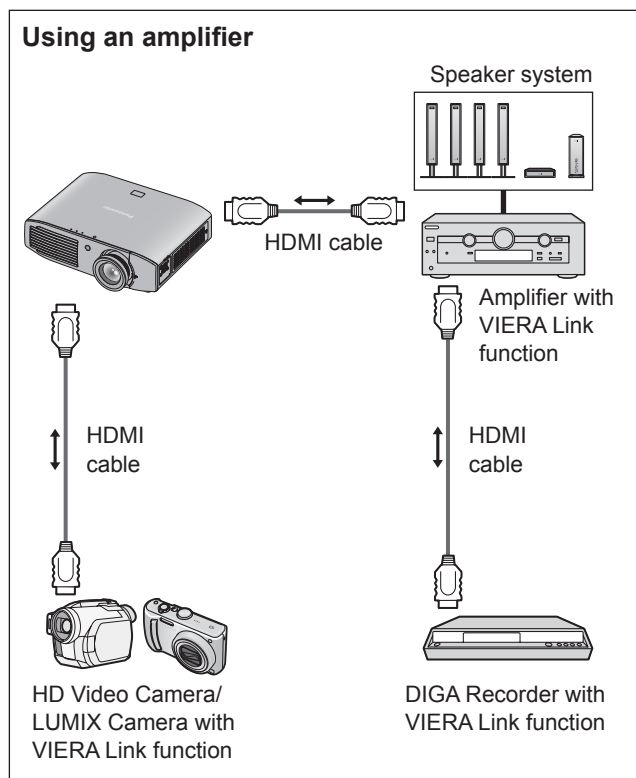 Using an amplifier
Speaker system
HDMI cable
Amplifier with
VIERA Link
function
HDMI
cable
HDMI
cable
HD Video Camera/
LUMIX Camera with
VIERA Link function
DIGA Recorder with
VIERA Link function